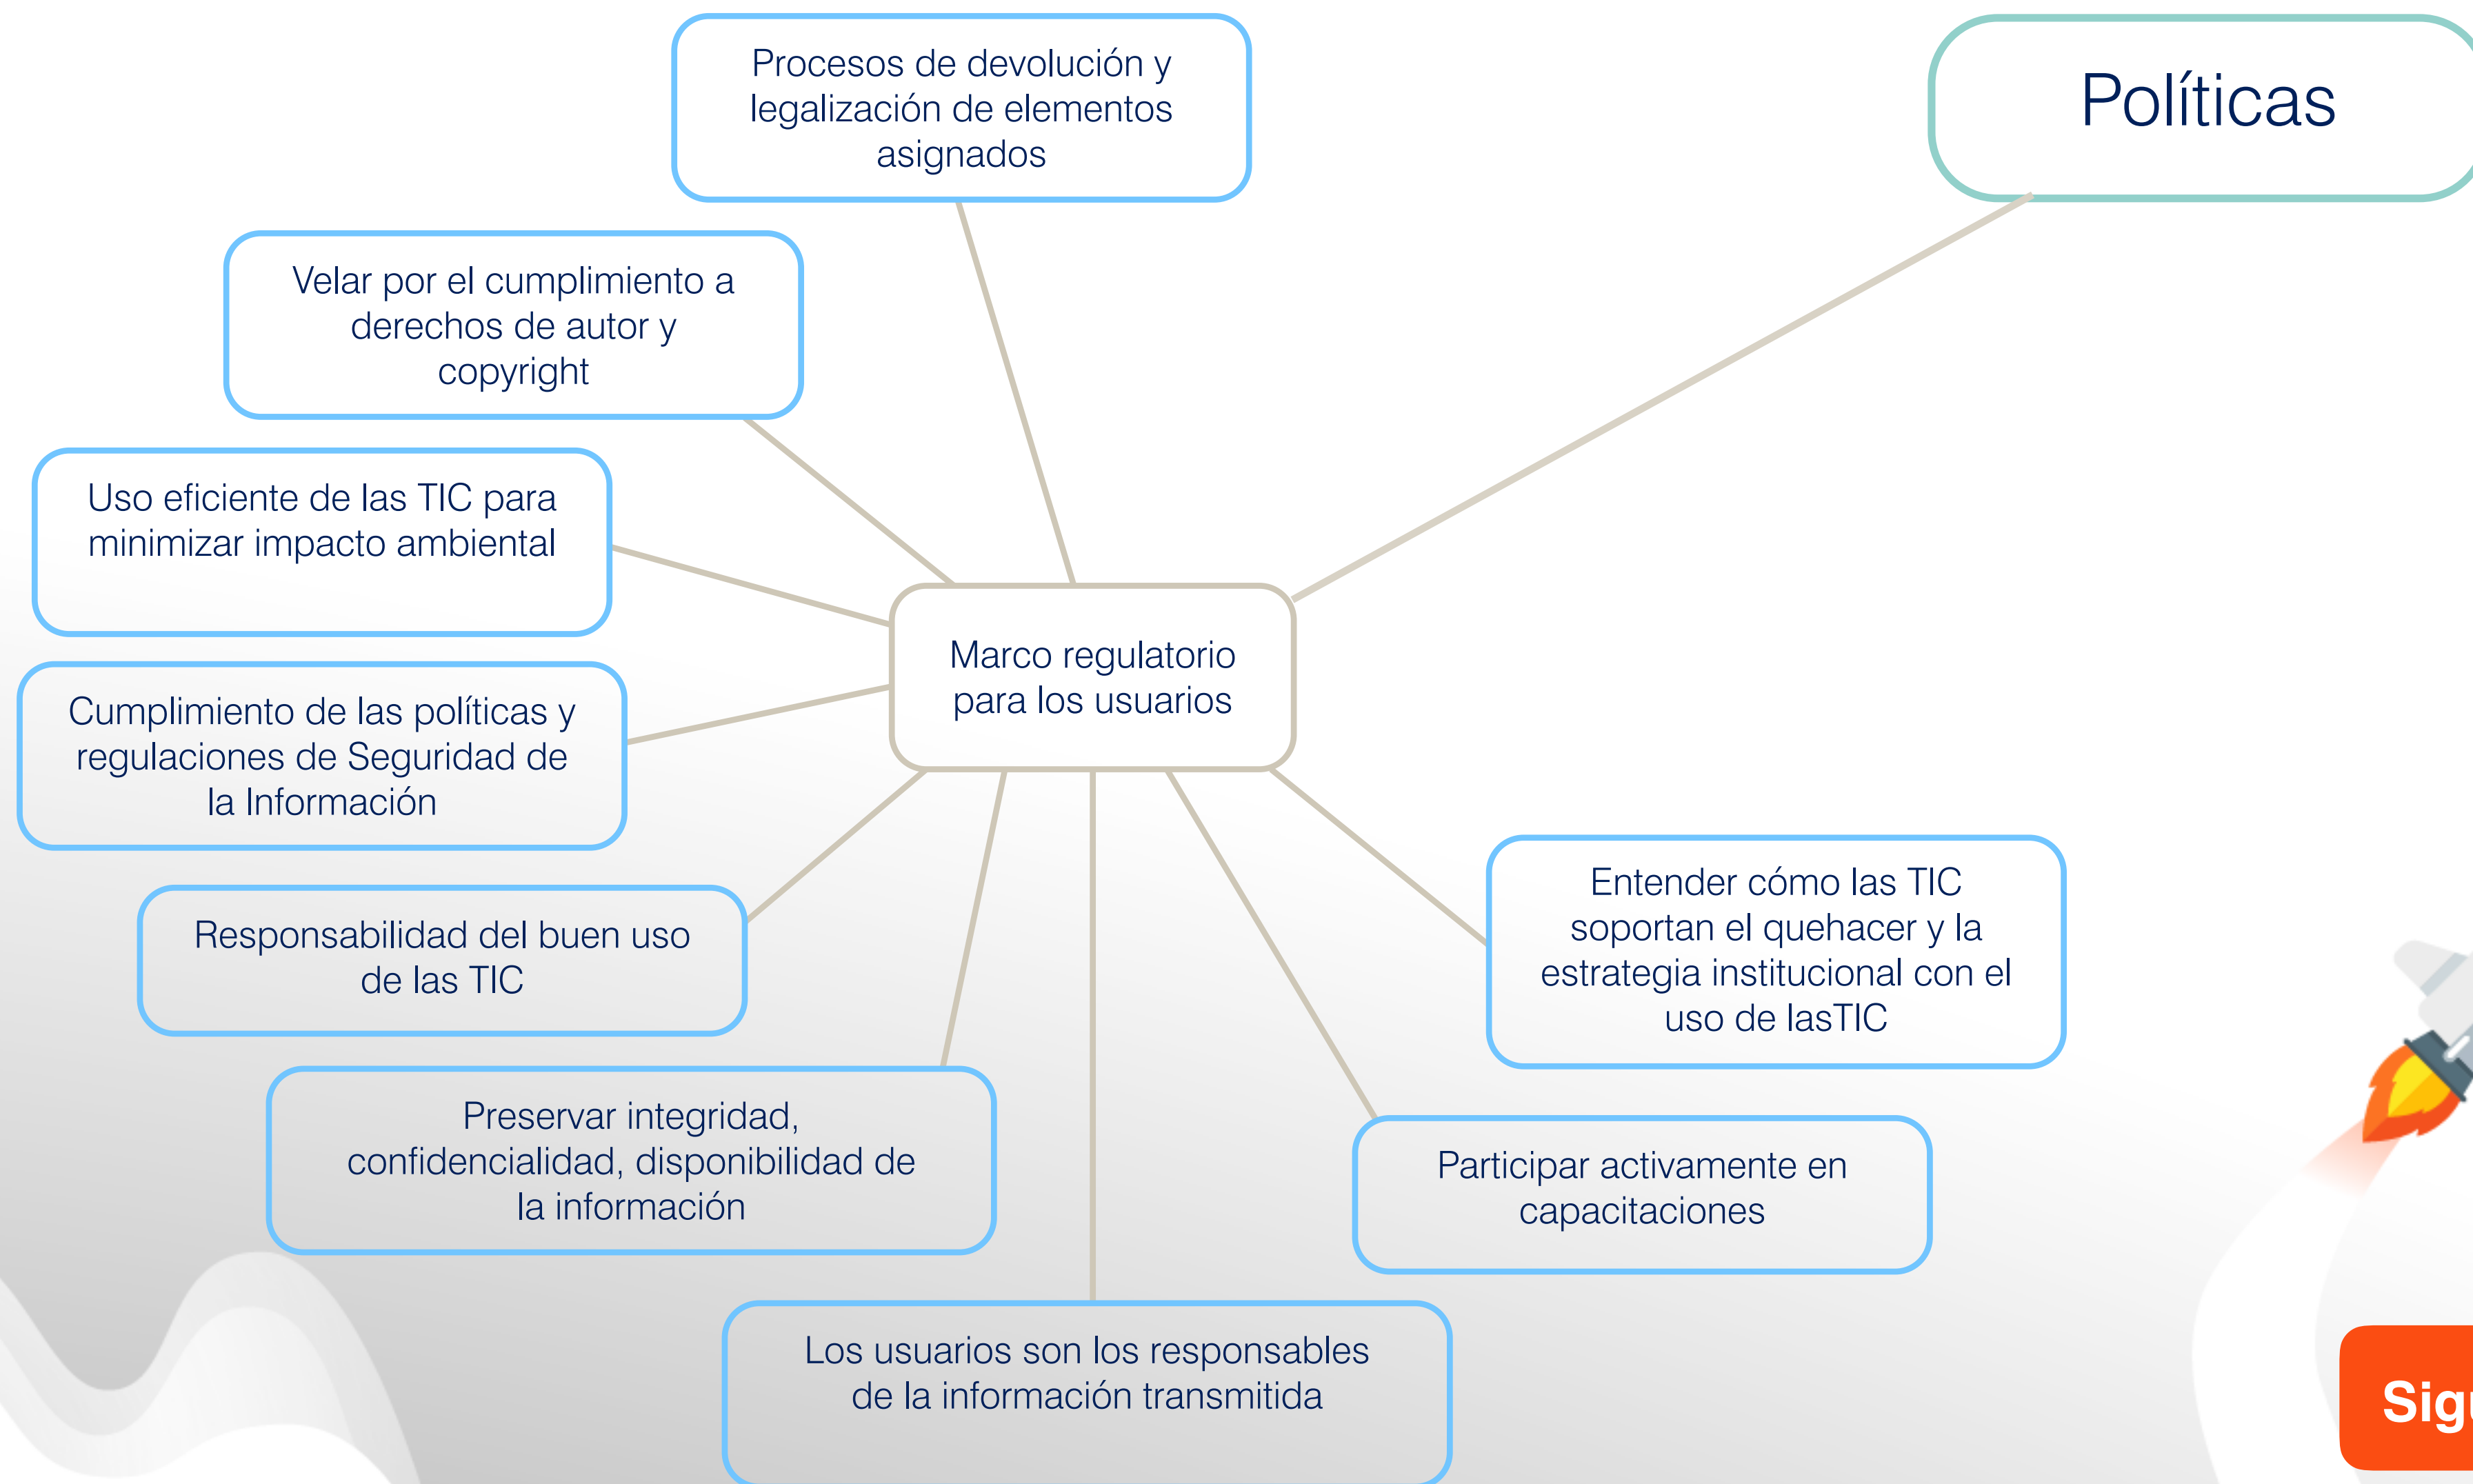 Procesos de devolución y
legalización de elementos
asignados
Políticas
Velar por el cumplimiento a
derechos de autor y
copyright
Uso eficiente de las TIC para
minimizar impacto ambiental
Marco regulatorio
para los usuarios
Cumplimiento de las políticas y
regulaciones de Seguridad de
la Información
Responsabilidad del buen uso
de las TIC
Entender cómo las TIC
soportan el quehacer y la
estrategia institucional con el
uso de lasTIC
Preservar integridad,
confidencialidad, disponibilidad de
la información
Participar activamente en
capacitaciones
Los usuarios son los responsables
de la información transmitida